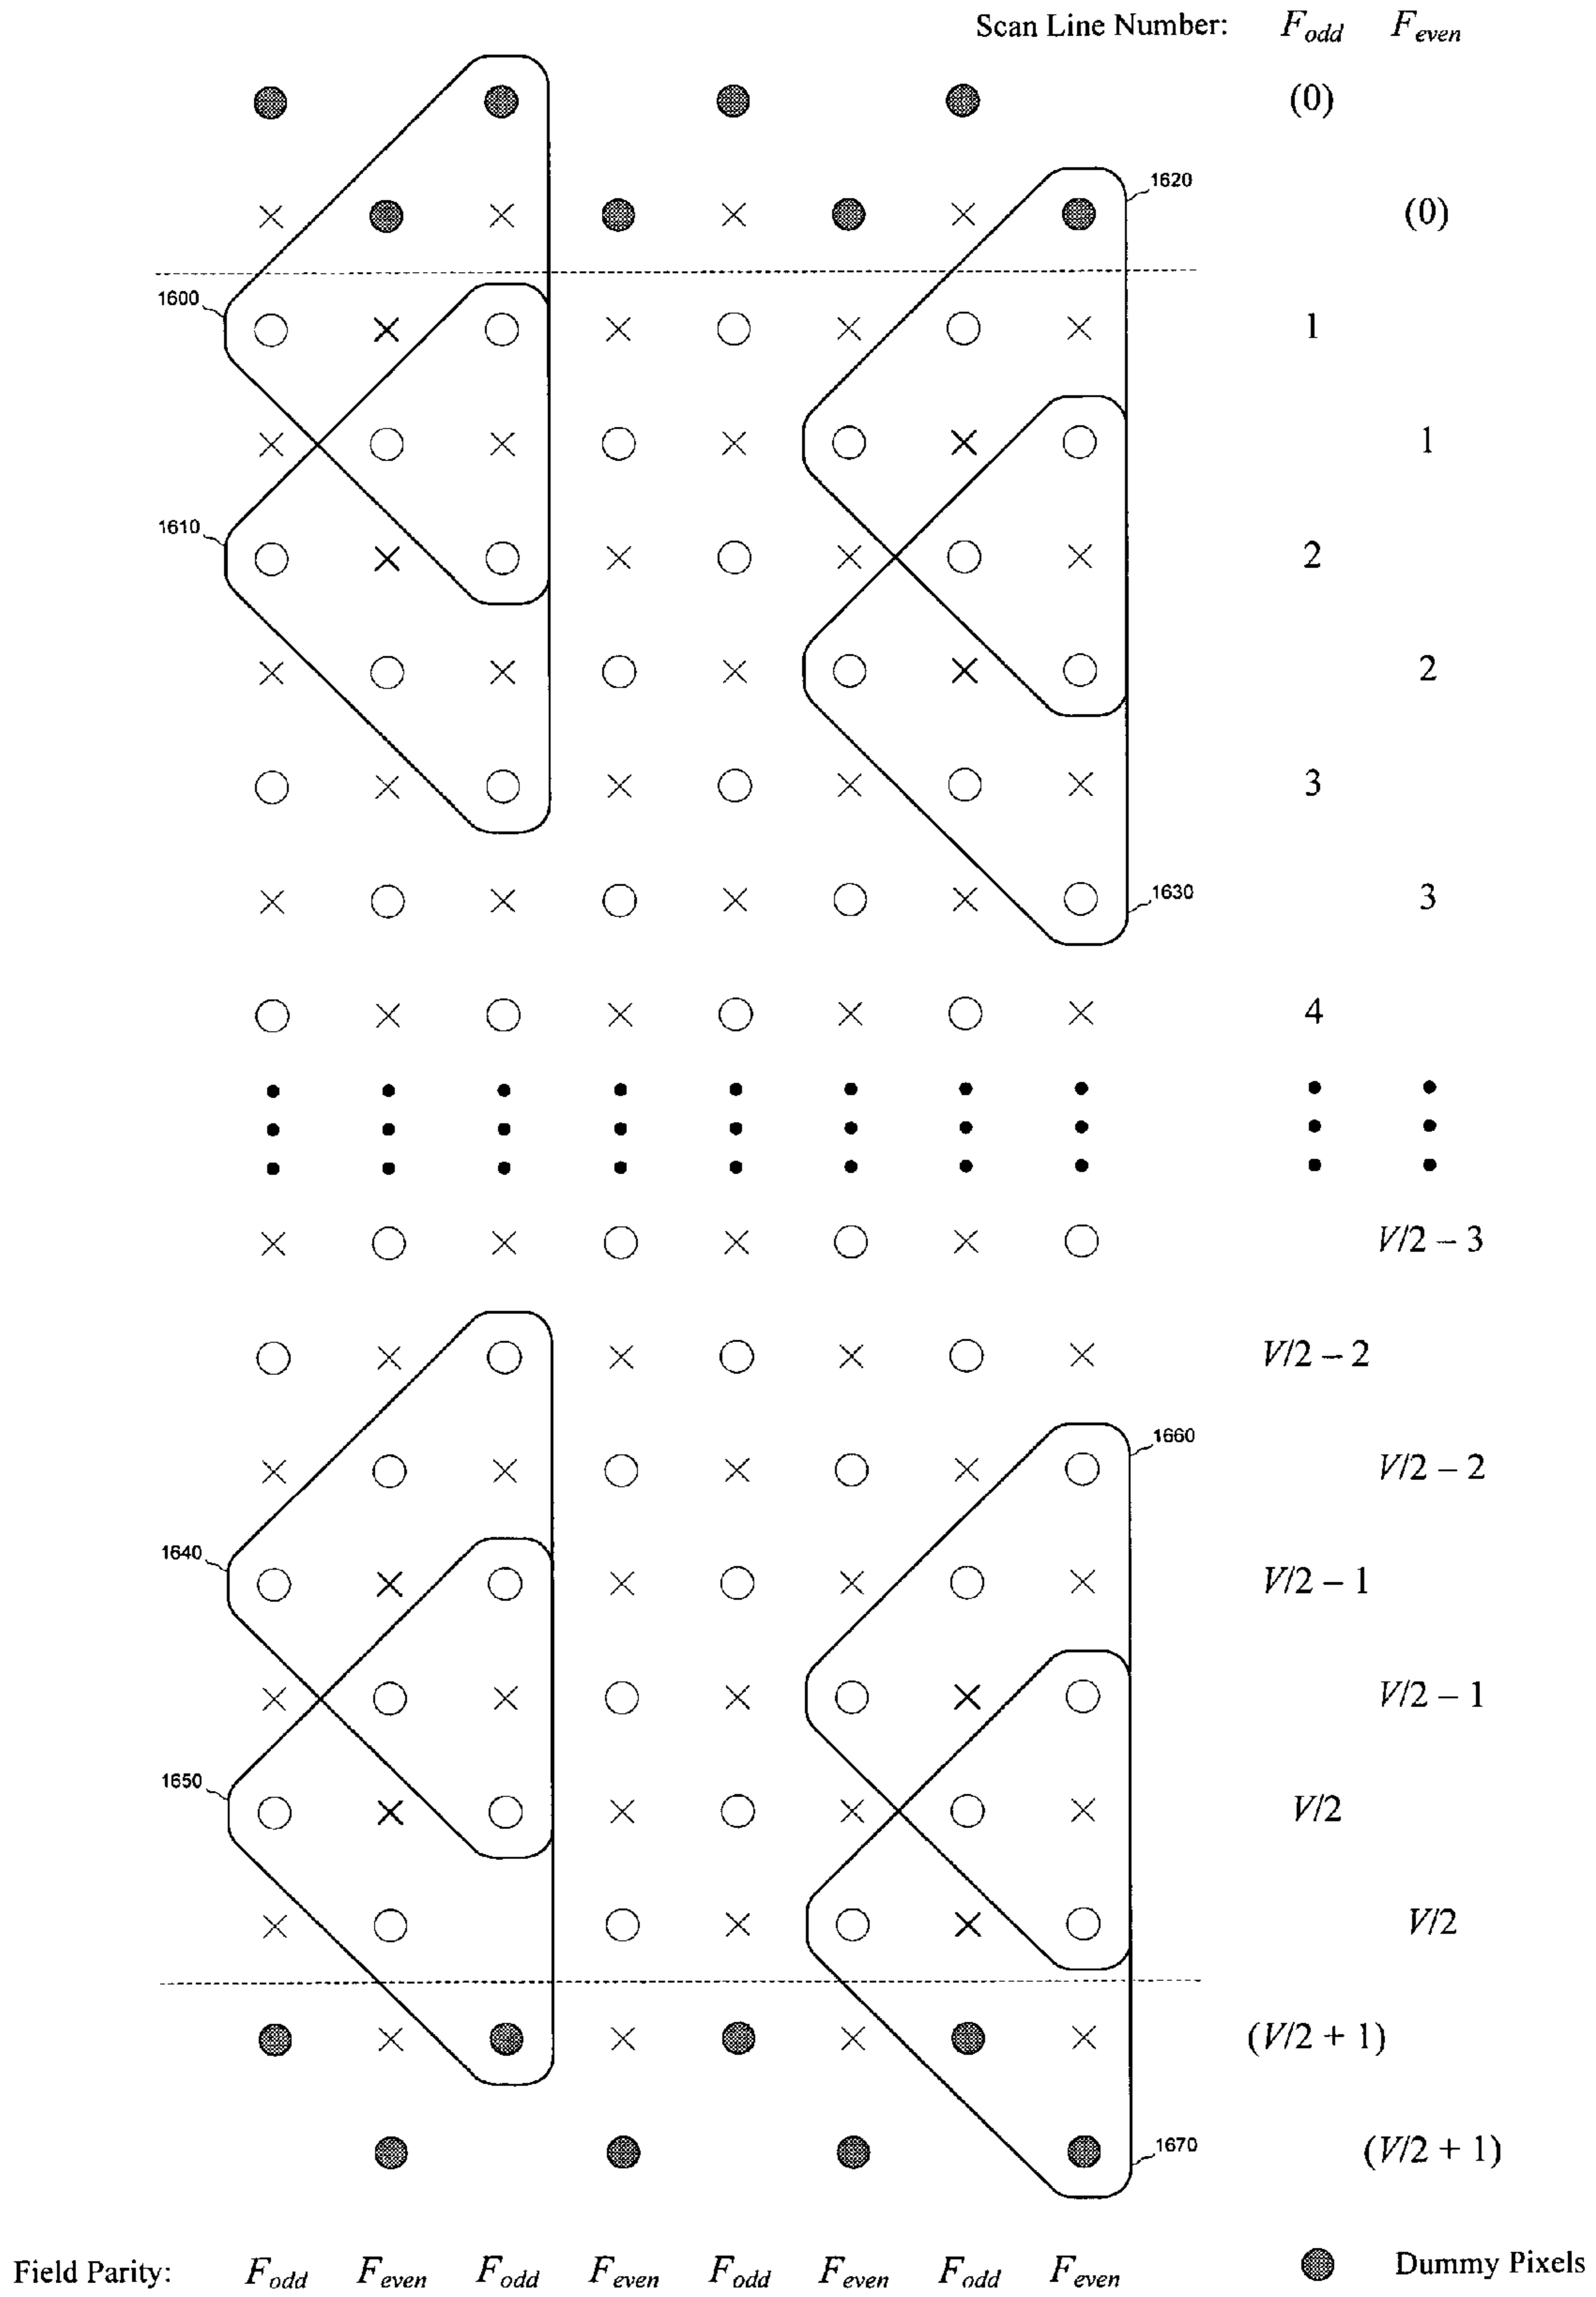 Scan Line Number: F_odd F_even
(0)
1620
(0)
1600
1
1
1610
2
2
3
1630
3
4
V/2 – 3
V/2 – 2
1660
V/2 – 2
1640
V/2 – 1
V/2 – 1
1650
V/2
V/2
(V/2 + 1)
1670
(V/2 + 1)
Field Parity: F_odd F_even F_odd F_even F_odd F_even F_odd F_even
Dummy Pixels